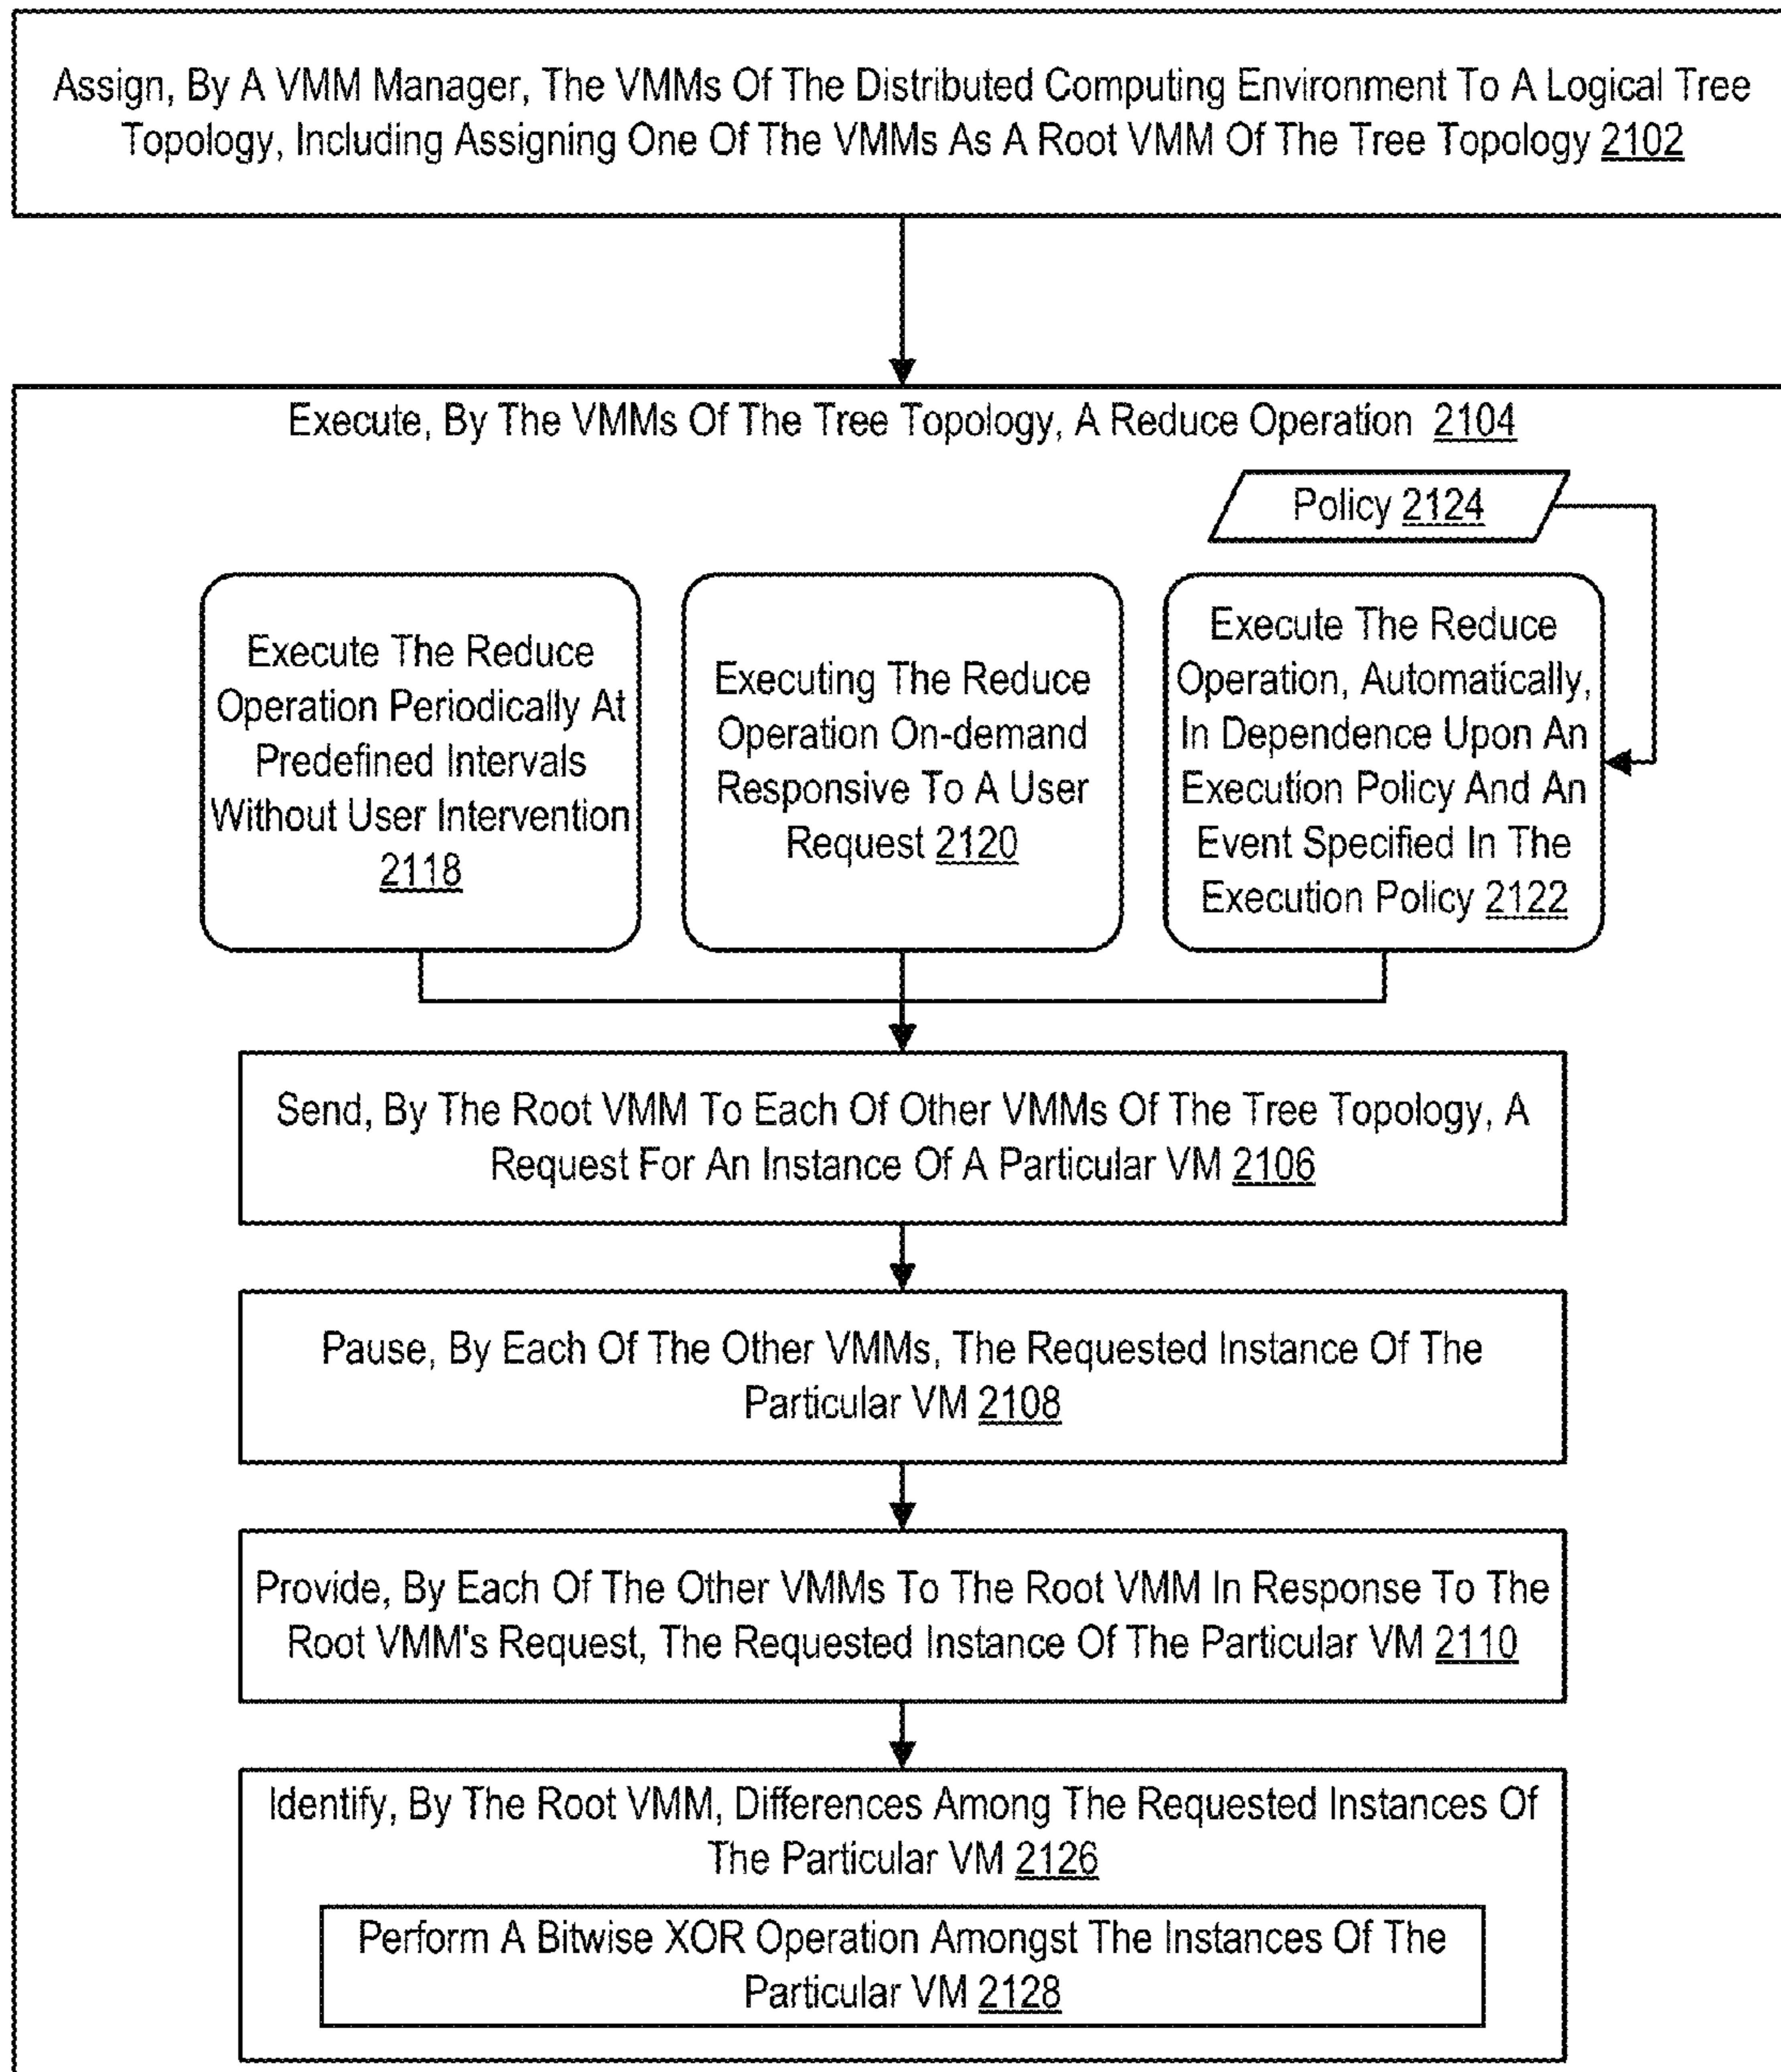 Assign, By A VMM Manager, The VMMs Of The Distributed Computing Environment To A Logical Tree
Topology, Including Assigning One Of The VMMs As A Root VMM Of The Tree Topology 2102
Execute, By The VMMs Of The Tree Topology, A Reduce Operation 2104
Policy 2124
Execute The Reduce
Operation Periodically At
Predefined Intervals
Without User Intervention
2118
Executing The Reduce
Operation On-demand
Responsive To A User
Request 2120
Execute The Reduce
Operation, Automatically,
In Dependence Upon An
Execution Policy And An
Event Specified In The
Execution Policy 2122
Send, By The Root VMM To Each Of Other VMMs Of The Tree Topology, A
Request For An Instance Of A Particular VM 2106
Pause, By Each Of The Other VMMs, The Requested Instance Of The
Particular VM 2108
Provide, By Each Of The Other VMMs To The Root VMM In Response To The
Root VMM's Request, The Requested Instance Of The Particular VM 2110
Identify, By The Root VMM, Differences Among The Requested Instances Of
The Particular VM 2126
Perform A Bitwise XOR Operation Amongst The Instances Of The
Particular VM 2128